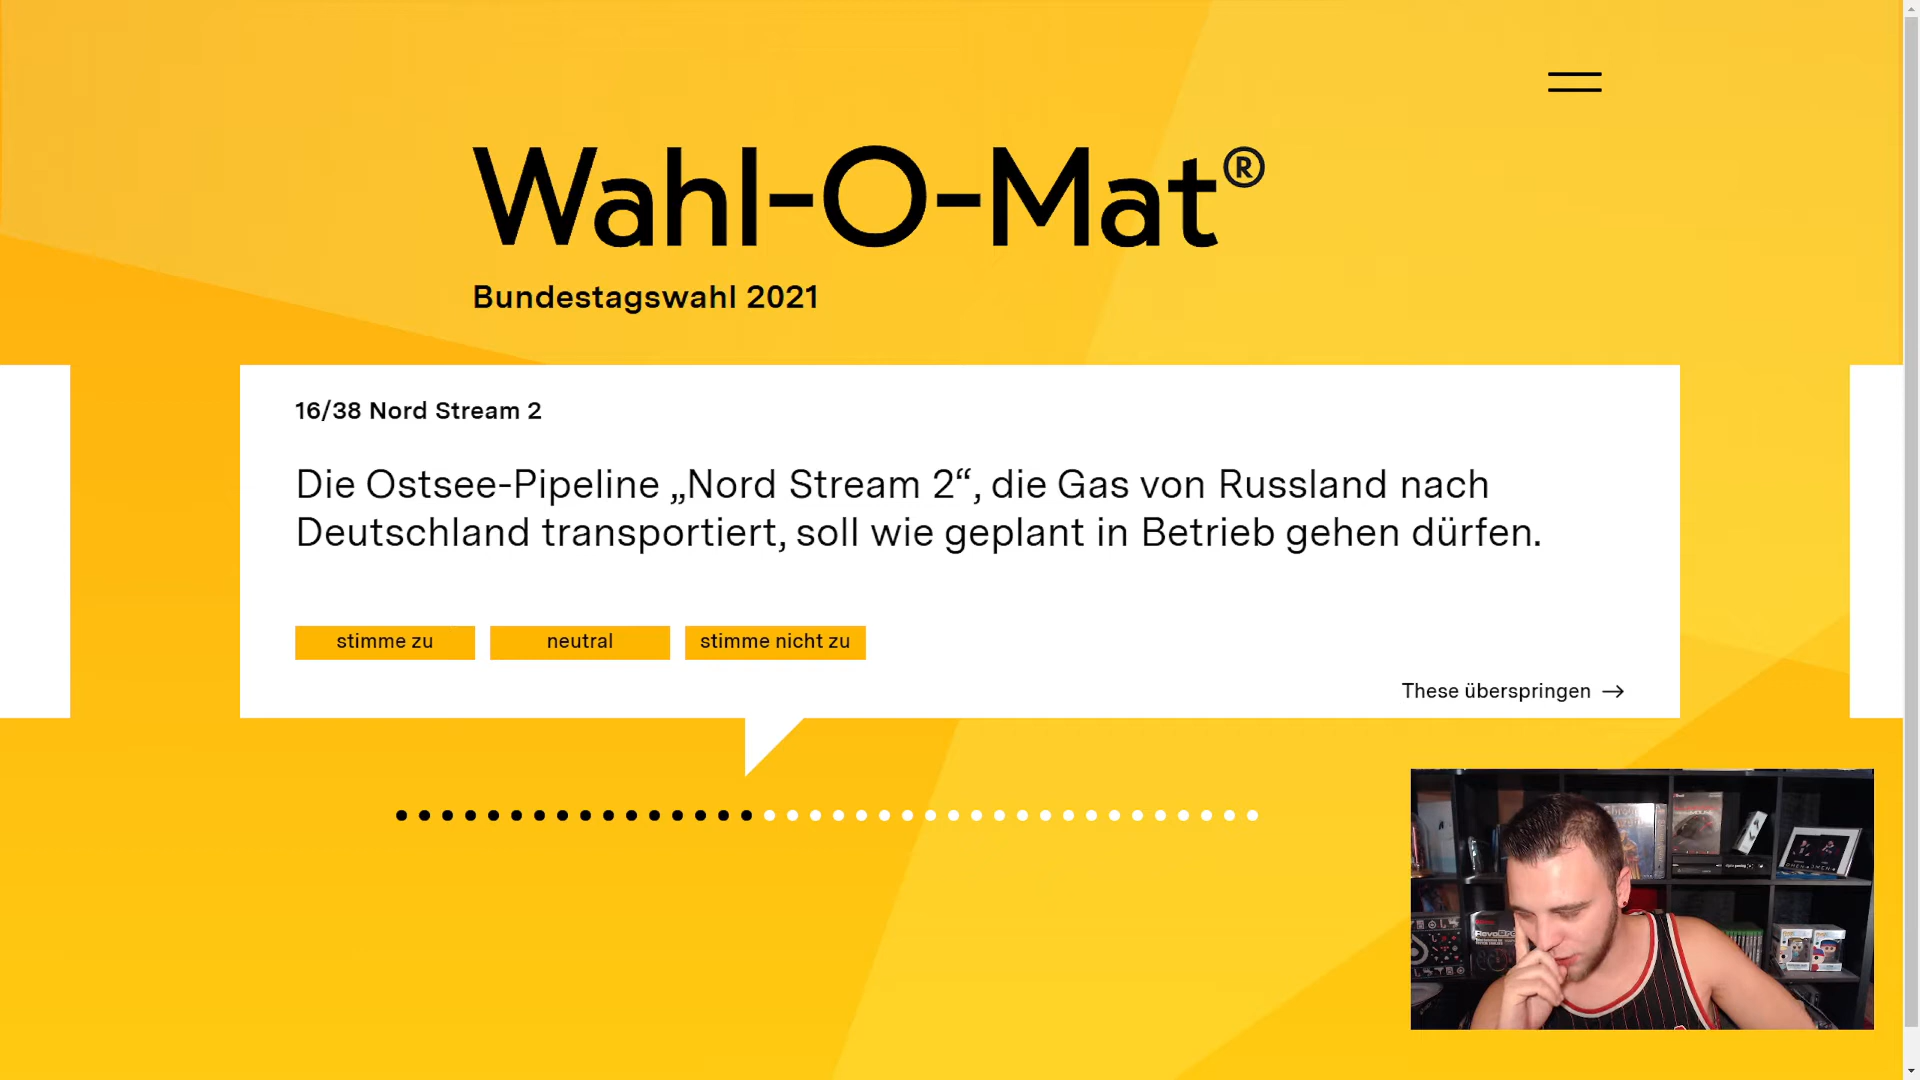 Wahl-O-Mat®
Bundestagswahl 2021
16/38 Nord Stream 2
Die Ostsee-Pipeline „Nord Stream 2“, die Gas von Russland nach
Deutschland transportiert, soll wie geplant in Betrieb gehen dürfen.
stimme zu
neutral
stimme nicht zu
These überspringen →